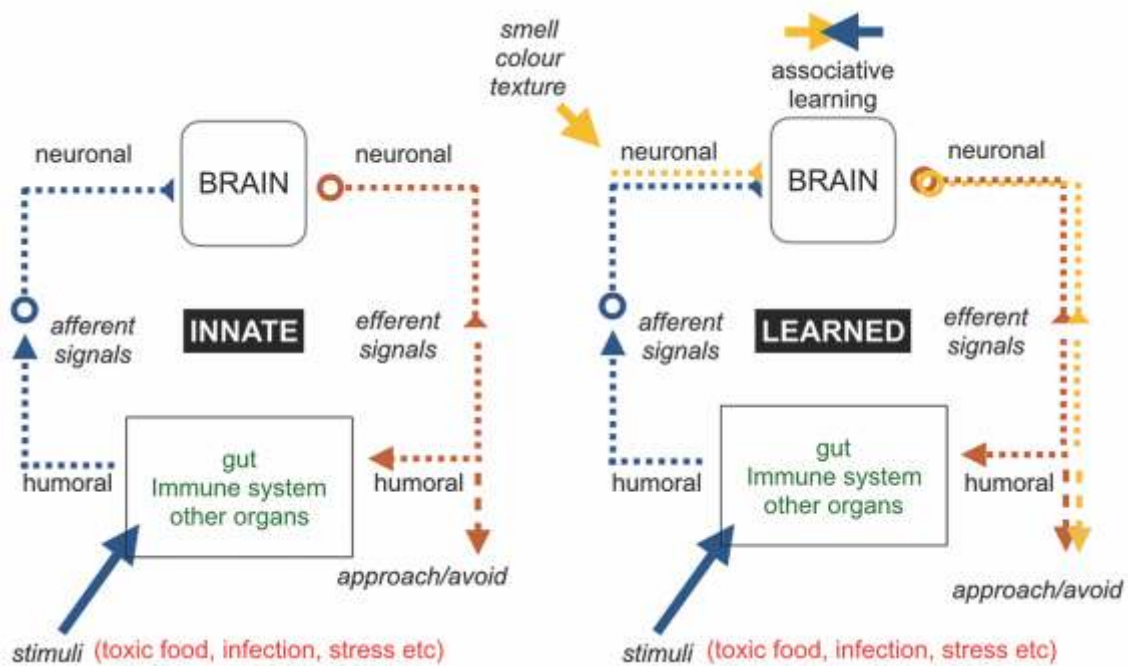 neuronal
neuronal
BRAIN
afferent
signals
INNATE
efferent
signals
gut
Immune system
other organs
humoral
humoral
approach/avoid
stimuli (toxic food, infection, stress etc)
smell
colour
texture
associative
learning
neuronal
neuronal
BRAIN
afferent
signals
LEARNED
efferent
signals
gut
Immune system
other organs
humoral
humoral
approach/avoid
stimuli (toxic food, infection, stress etc)